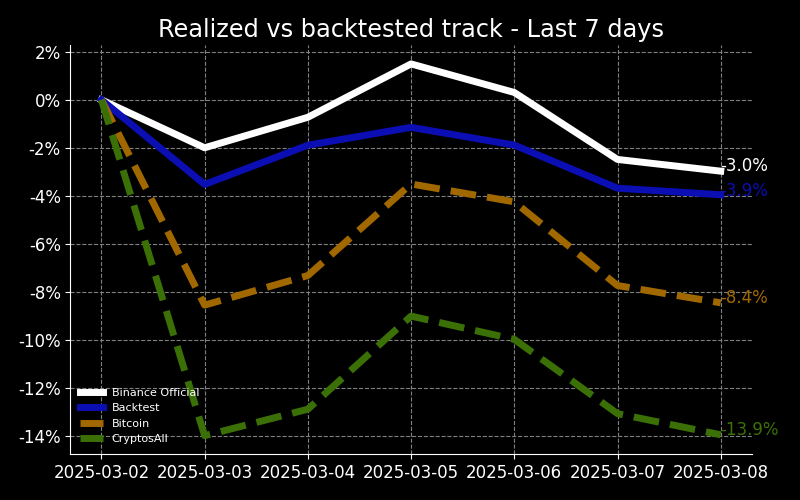 Realized vs backtested track - Last 7 days
2%
0%
-2%
-4%
-6%
-8%
-10%
-12%
-14%
-3.0%
-3.9%
-8.4%
-13.9%
Binance Official
Backtest
Bitcoin
CryptosAll
2025-03-02 2025-03-03 2025-03-04 2025-03-05 2025-03-06 2025-03-07 2025-03-08